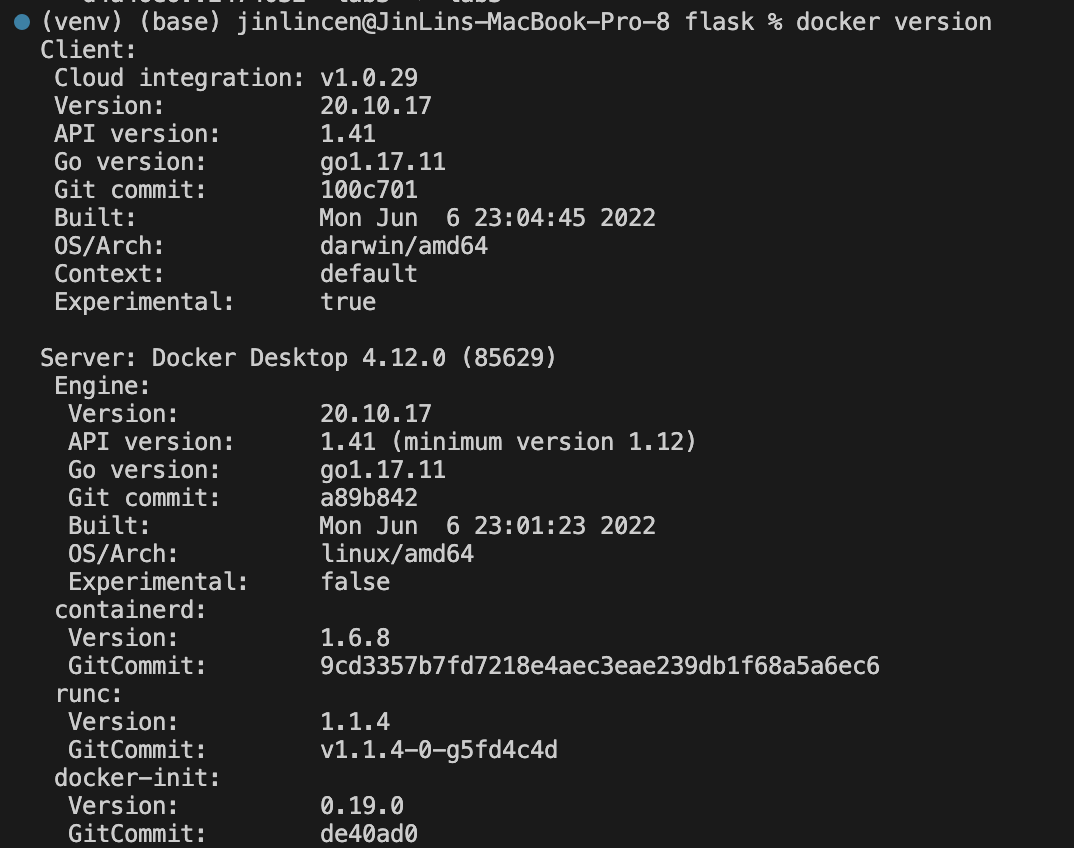 (venv) (base) jinlincen@JinLins-MacBook-Pro-8 flask % docker version
Client:
 Cloud integration: v1.0.29
 Version:           20.10.17
 API version:       1.41
 Go version:        go1.17.11
 Git commit:        100c701
 Built:             Mon Jun  6 23:04:45 2022
 OS/Arch:           darwin/amd64
 Context:           default
 Experimental:      true

Server: Docker Desktop 4.12.0 (85629)
 Engine:
  Version:          20.10.17
  API version:      1.41 (minimum version 1.12)
  Go version:       go1.17.11
  Git commit:       a89b842
  Built:            Mon Jun  6 23:01:23 2022
  OS/Arch:          linux/amd64
  Experimental:     false
 containerd:
  Version:          1.6.8
  GitCommit:        9cd3357b7fd7218e4aec3eae239db1f68a5a6ec6
 runc:
  Version:          1.1.4
  GitCommit:        v1.1.4-0-g5fd4c4d
 docker-init:
  Version:          0.19.0
  GitCommit:        de40ad0